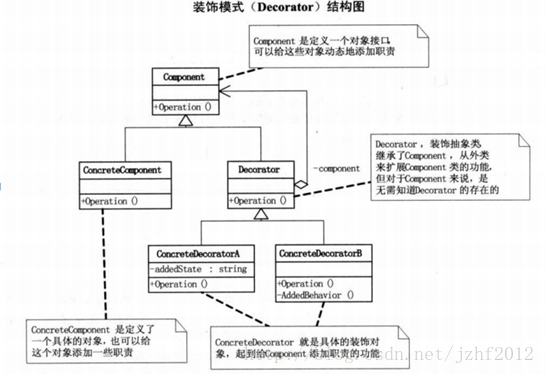 装饰模式（Decorator）结构图
Component 是定义一个对象接口,
可以给这些对象动态地添加职责
Component
+Operation ()
Decorator，装饰抽象类,
继承了Component，从外类
来扩展Component 类的功能,
但对于Component 来说，是
无需知道Decorator 的存在的
-component
ConcreteComponent
+Operation ()
Decorator
+Operation ()
ConcreteDecoratorA
-addedState : string
+Operation ()
ConcreteDecoratorB
+Operation ()
-AddedBehavior ()
ConcreteComponent 是定义了
一个具体的对象,也可以给
这个对象添加一些职责
ConcreteDecorator 就是具体的装饰对
象，起到给Component 添加职责的功能
csdn.net/jzhf2012